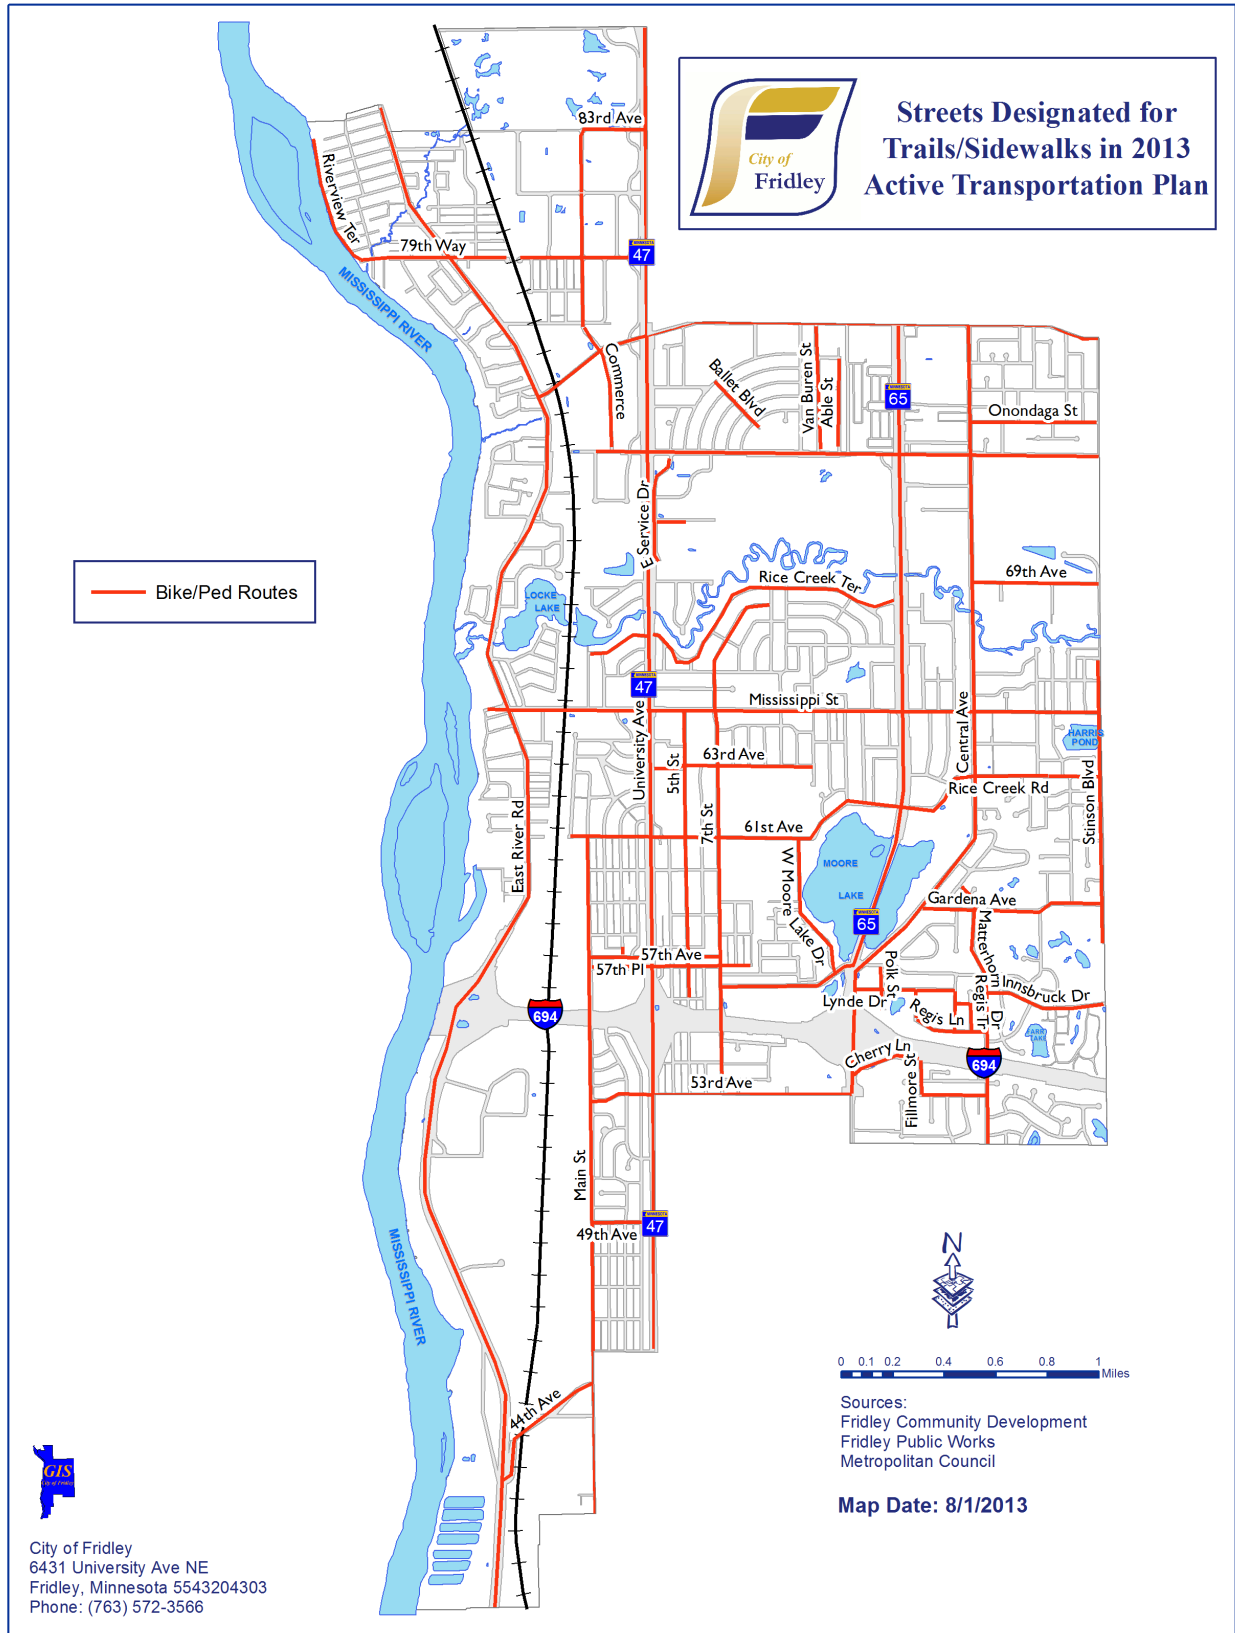 Streets Designated for
Trails/Sidewalks in 2013
Active Transportation Plan
City of
Fridley
83rd Ave
Riverview Ter
79th Way
47
MISSISSIPPI RIVER
Commerce
Ballet Blvd
Van Buren St
Able St
65
Onondaga St
E Service Dr
Bike/Ped Routes
Rice Creek Ter
69th Ave
LOCKE
LAKE
47
Mississippi St
University Ave
Central Ave
HARRIS
POND
5th St
63rd Ave
7th St
Rice Creek Rd
Stinson Blvd
East River Rd
61st Ave
W Moore Lake Dr
MOORE
LAKE
65
Gardena Ave
Matterhorn Dr
57th Ave
57th Pl
Polk St
Lynde Dr
Regis Ln
Regis Tr
Innsbruck Dr
694
FARR
LAKE
Cherry Ln
694
53rd Ave
Fillmore St
Main St
47
49th Ave
MISSISSIPPI RIVER
N
0 0.1 0.2 0.4 0.6 0.8 1
Miles
44th Ave
Sources:
Fridley Community Development
Fridley Public Works
Metropolitan Council
Map Date: 8/1/2013
GIS
City of Fridley
City of Fridley
6431 University Ave NE
Fridley, Minnesota 5543204303
Phone: (763) 572-3566